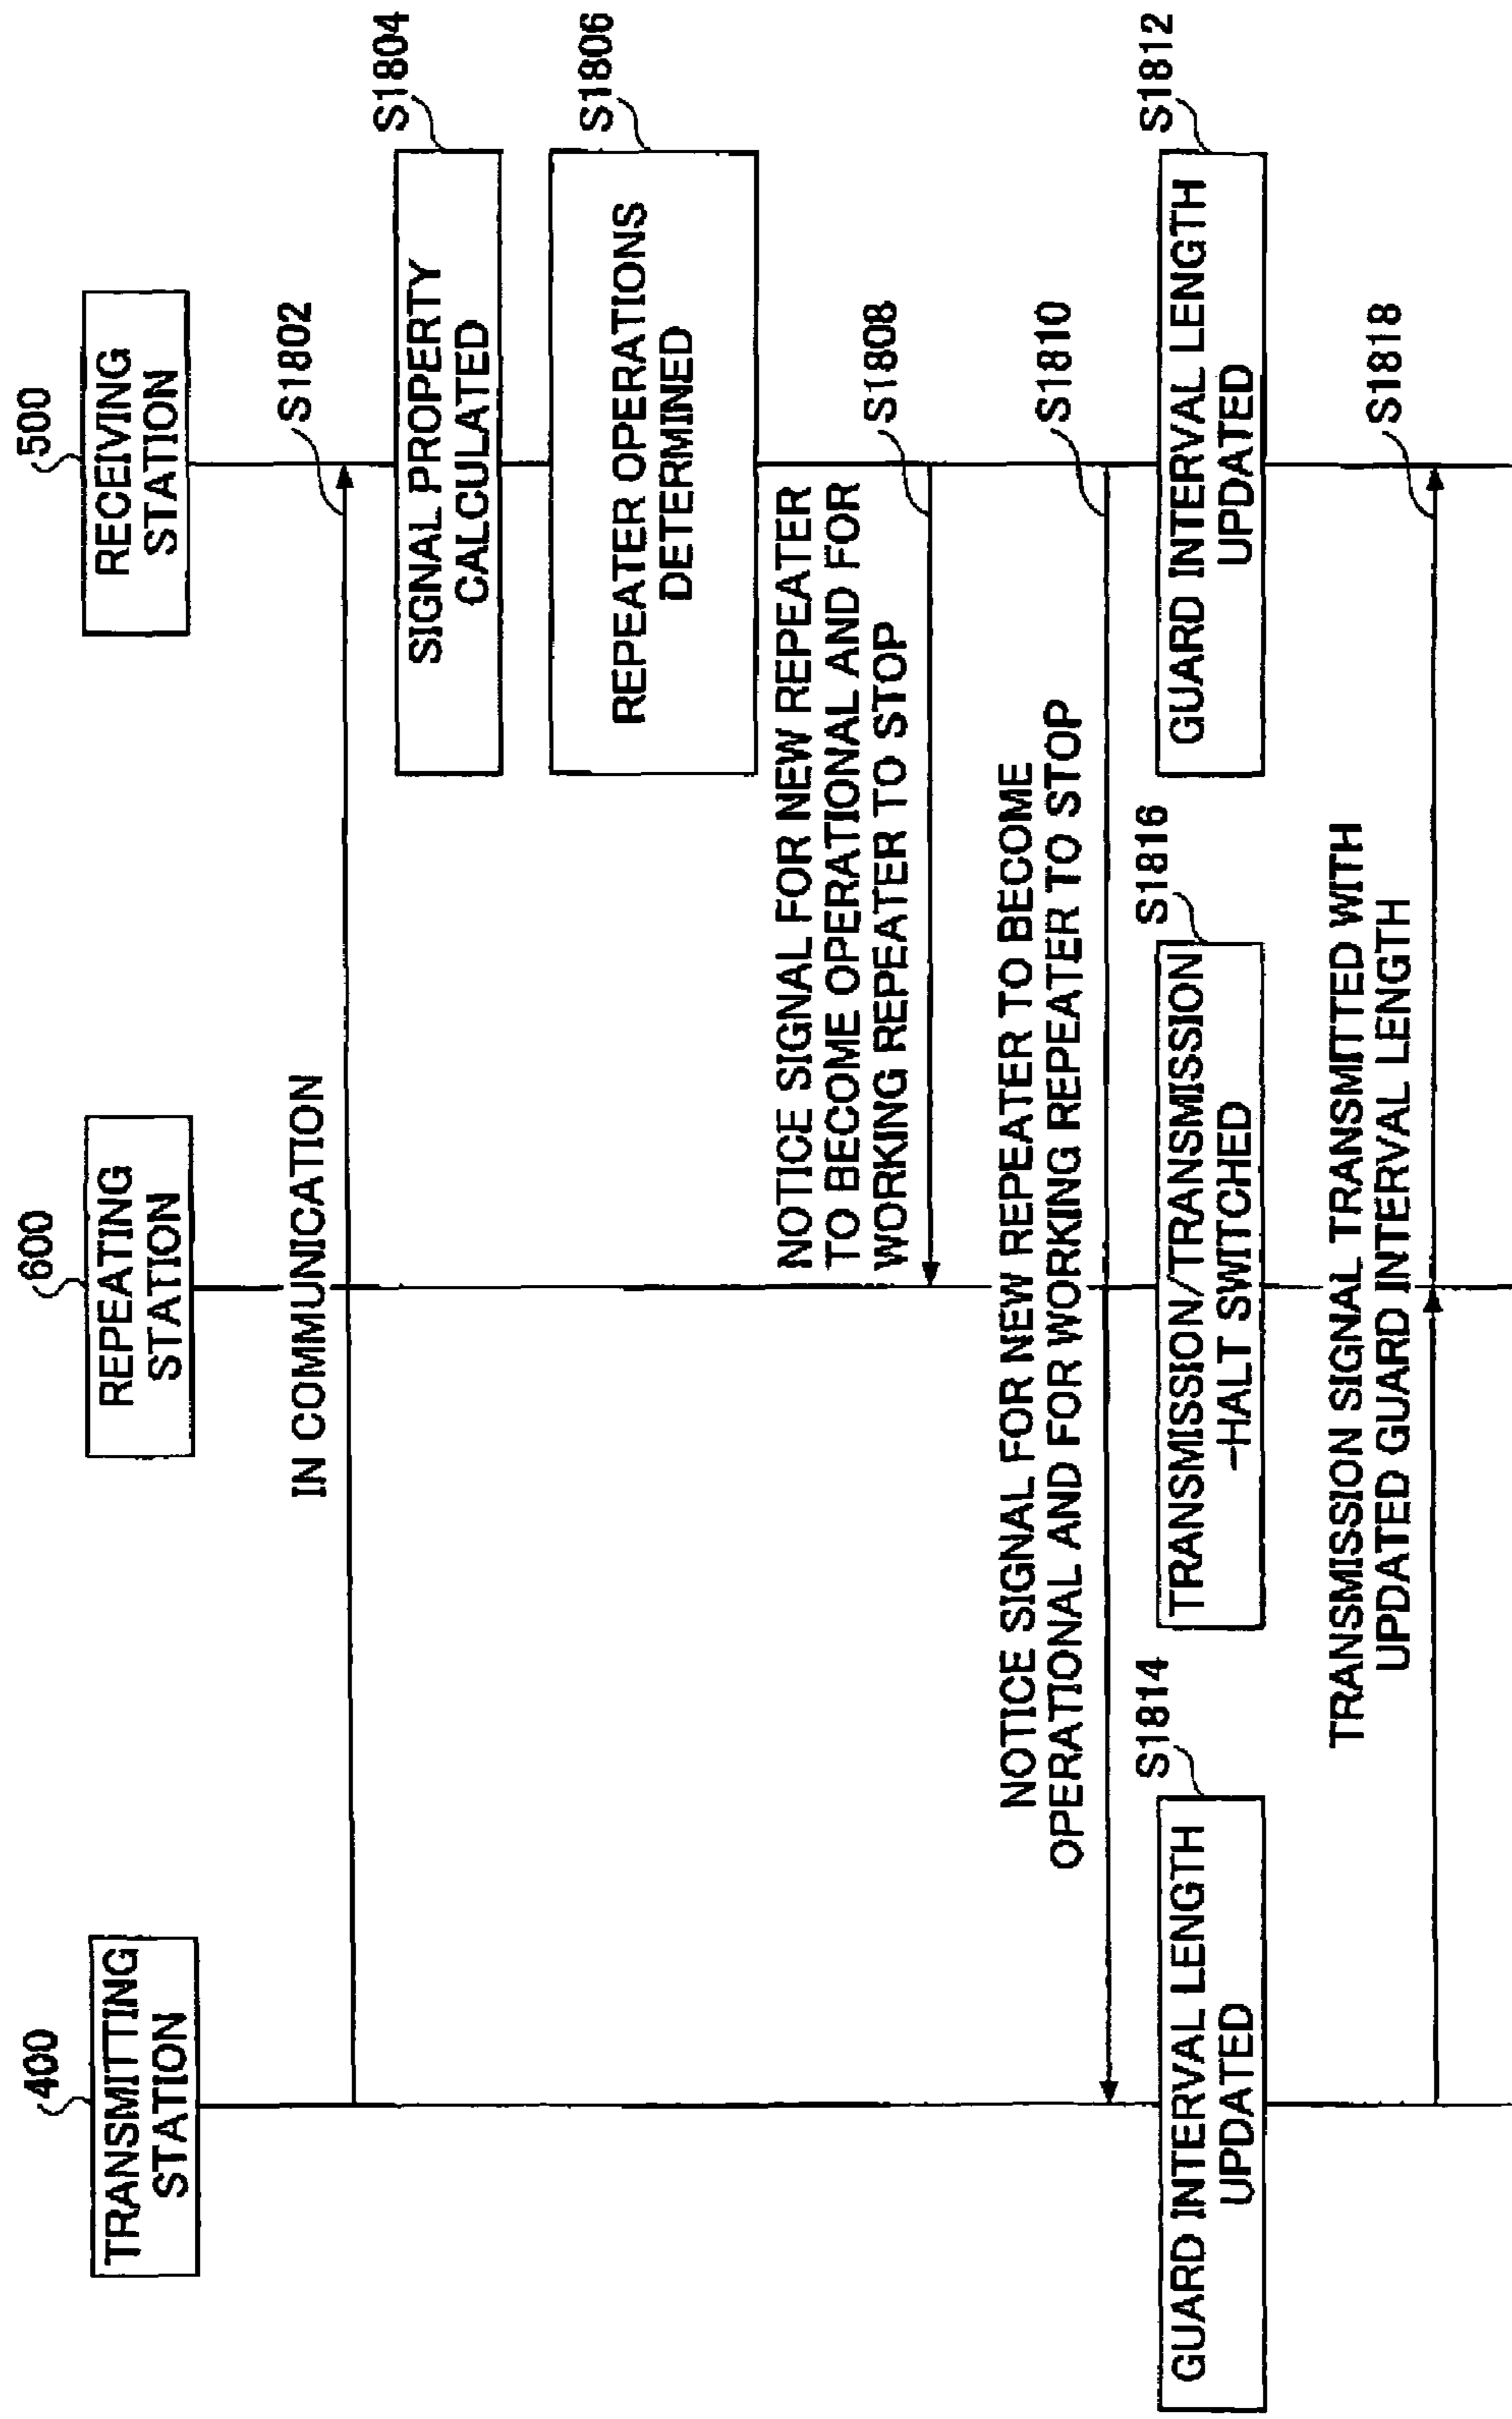 400
TRANSMITTING
STATION
600
REPEATING
STATION
500
RECEIVING
STATION
IN COMMUNICATION
S1802
SIGNAL PROPERTY
CALCULATED
S1804
REPEATER OPERATIONS
DETERMINED
S1806
NOTICE SIGNAL FOR NEW REPEATER
TO BECOME OPERATIONAL AND FOR
WORKING REPEATER TO STOP
S1808
NOTICE SIGNAL FOR NEW REPEATER TO BECOME
OPERATIONAL AND FOR WORKING REPEATER TO STOP
S1810
GUARD INTERVAL LENGTH
UPDATED
S1814
TRANSMISSION/TRANSMISSION
-HALT SWITCHED
S1816
GUARD INTERVAL LENGTH
UPDATED
S1812
TRANSMISSION SIGNAL TRANSMITTED WITH
UPDATED GUARD INTERVAL LENGTH
S1818